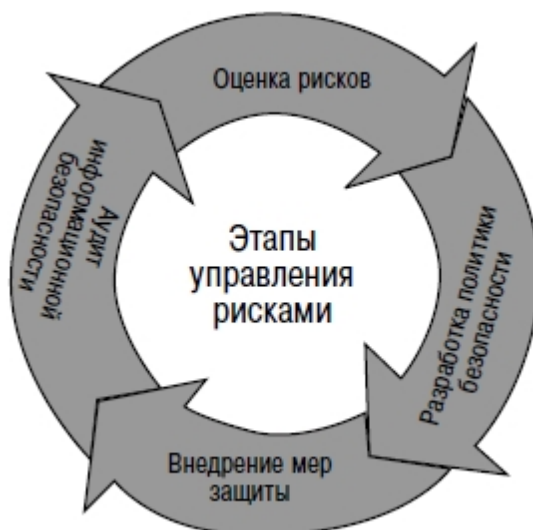 Оценка рисков
Разработка политики
безопасности
Внедрение мер
защиты
Аудит
информационной
безопасности
Этапы
управления
рисками